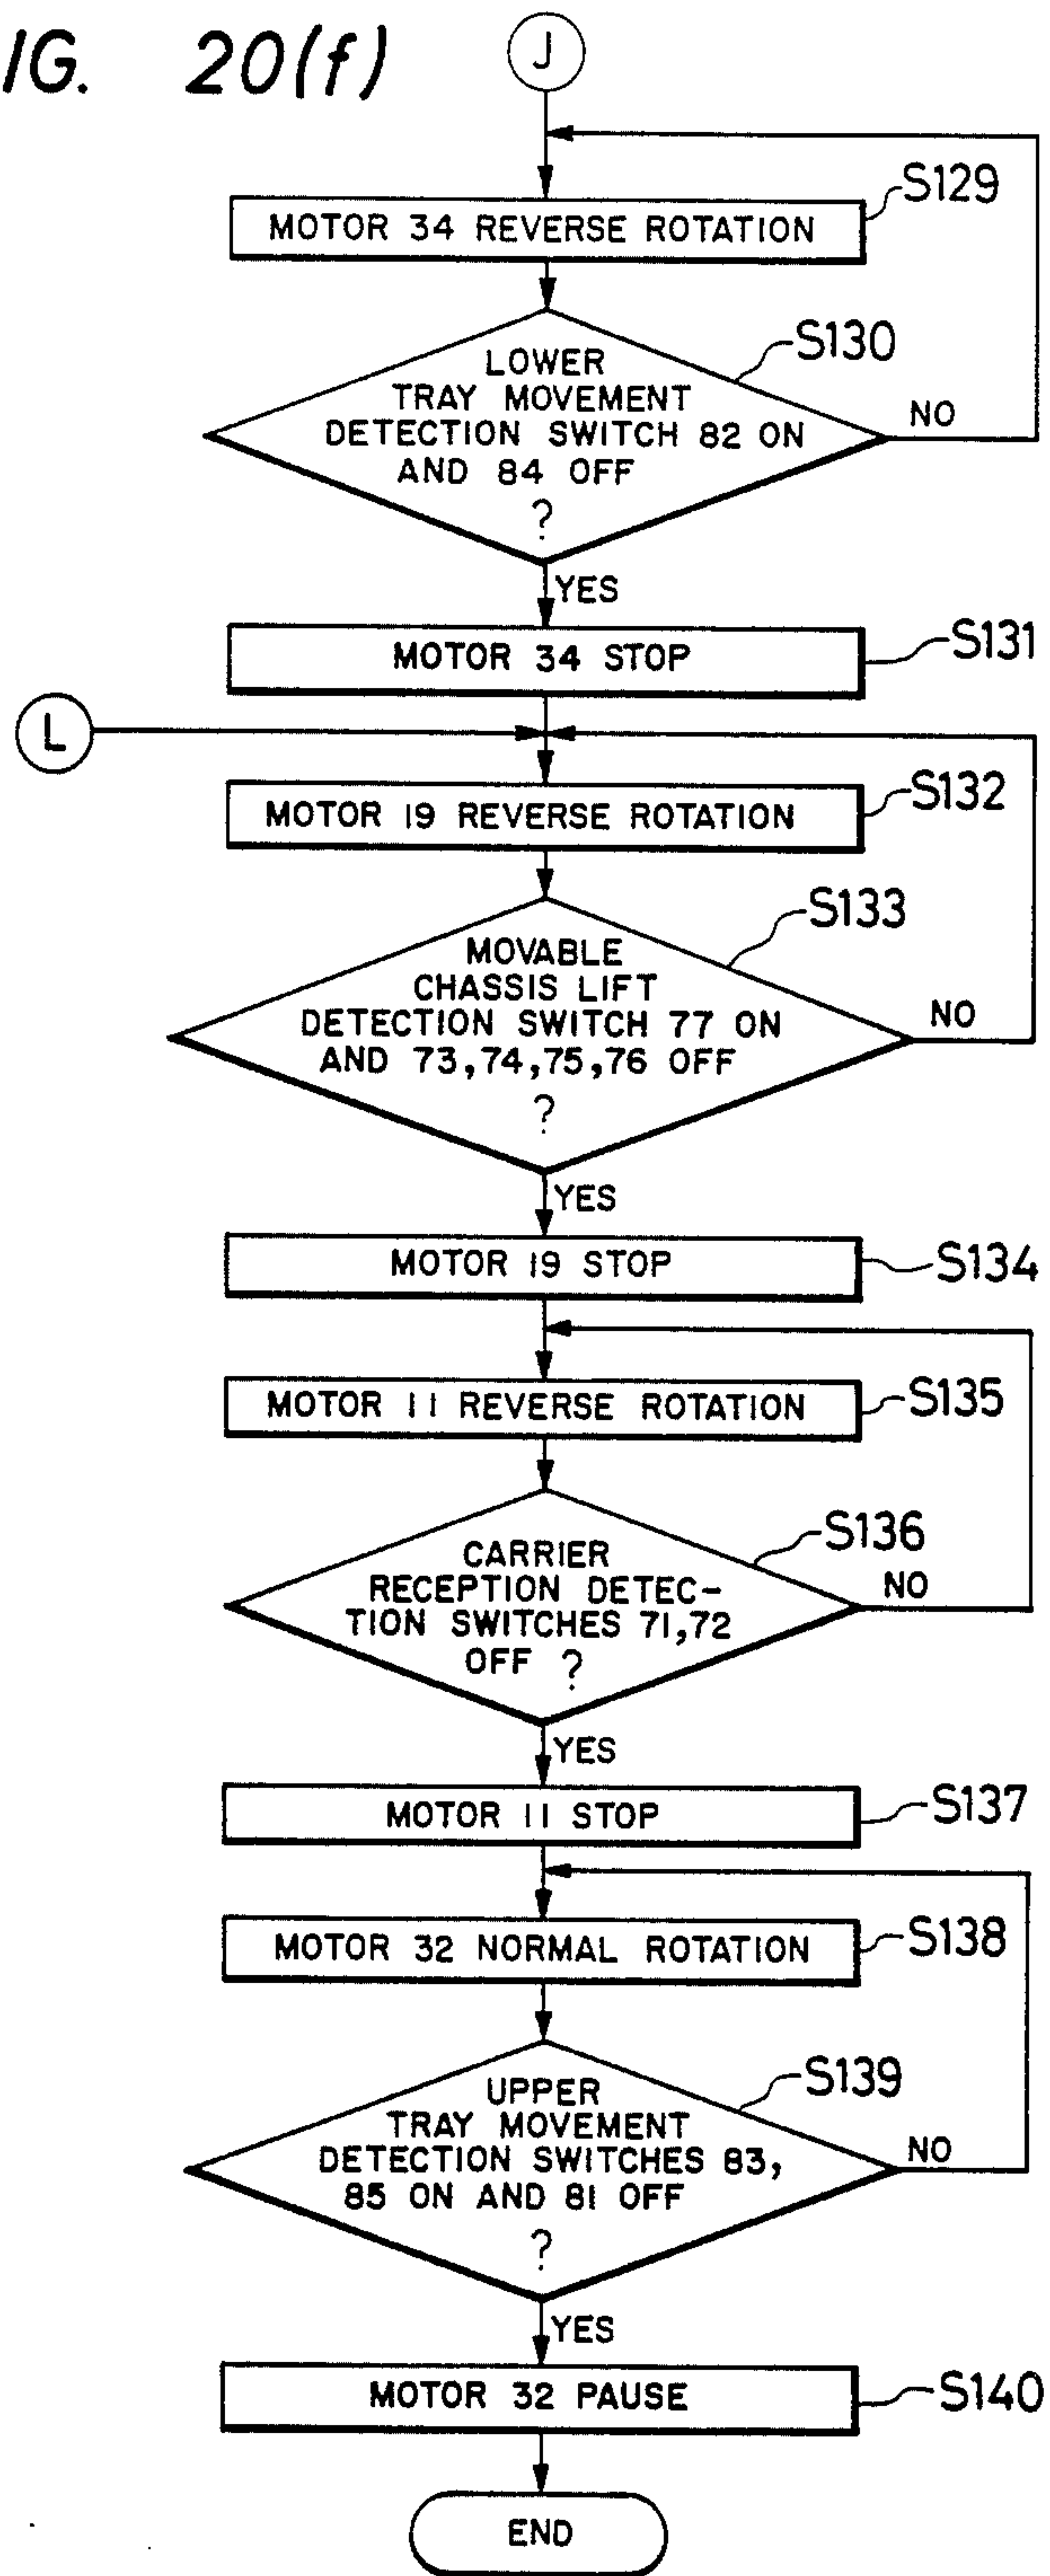 IG. 20(f)
J
S129
MOTOR 34 REVERSE ROTATION
S130
LOWER
TRAY MOVEMENT
DETECTION SWITCH 82 ON
AND 84 OFF
?
NO
YES
S131
MOTOR 34 STOP
L
S132
MOTOR 19 REVERSE ROTATION
S133
MOVABLE
CHASSIS LIFT
DETECTION SWITCH 77 ON
AND 73,74,75,76 OFF
?
NO
YES
MOTOR 19 STOP
S134
MOTOR 11 REVERSE ROTATION
S135
S136
CARRIER
RECEPTION DETEC-
TION SWITCHES 71,72
OFF ?
NO
YES
MOTOR 11 STOP
S137
MOTOR 32 NORMAL ROTATION
S138
S139
UPPER
TRAY MOVEMENT
DETECTION SWITCHES 83,
85 ON AND 81 OFF
?
NO
YES
MOTOR 32 PAUSE
S140
END